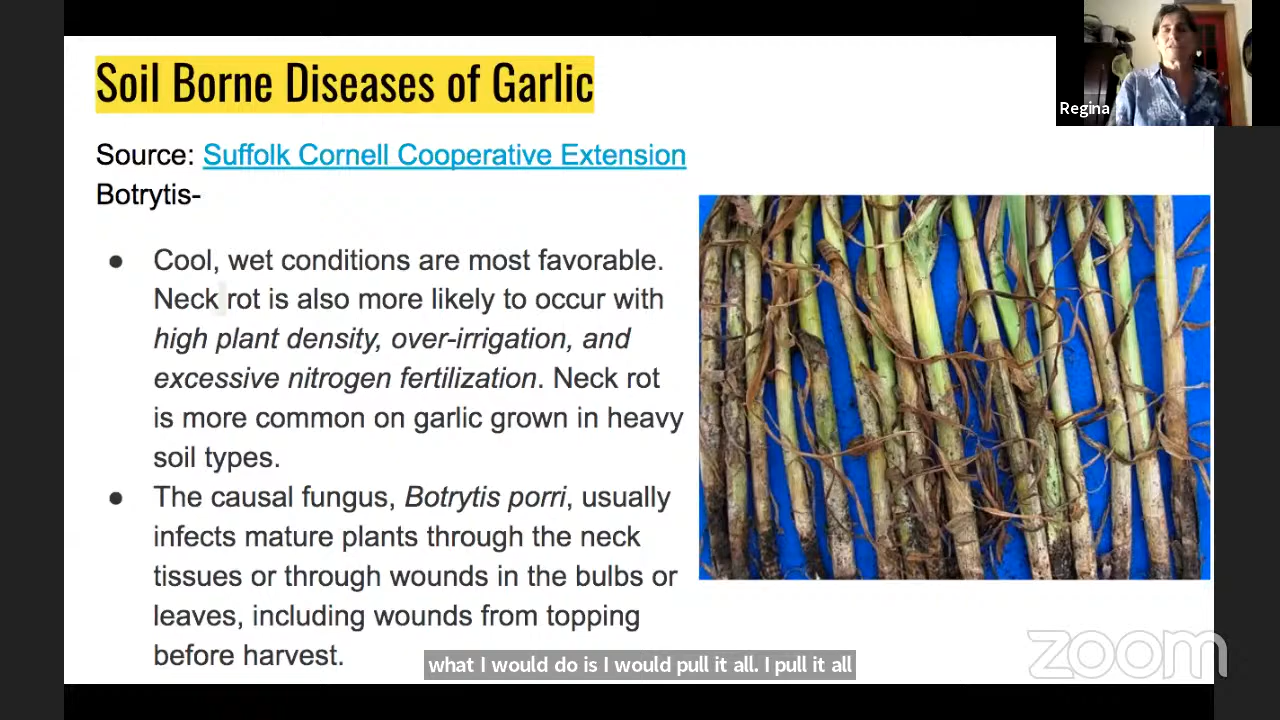 Soil Borne Diseases of Garlic
Regina
Source: Suffolk Cornell Cooperative Extension
Botrytis-
● Cool, wet conditions are most favorable.
Neck rot is also more likely to occur with
high plant density, over-irrigation, and
excessive nitrogen fertilization. Neck rot
is more common on garlic grown in heavy
soil types.
● The causal fungus, Botrytis porri, usually
infects mature plants through the neck
tissues or through wounds in the bulbs or
leaves, including wounds from topping
before harvest.
what I would do is I would pull it all. I pull it all
zoom